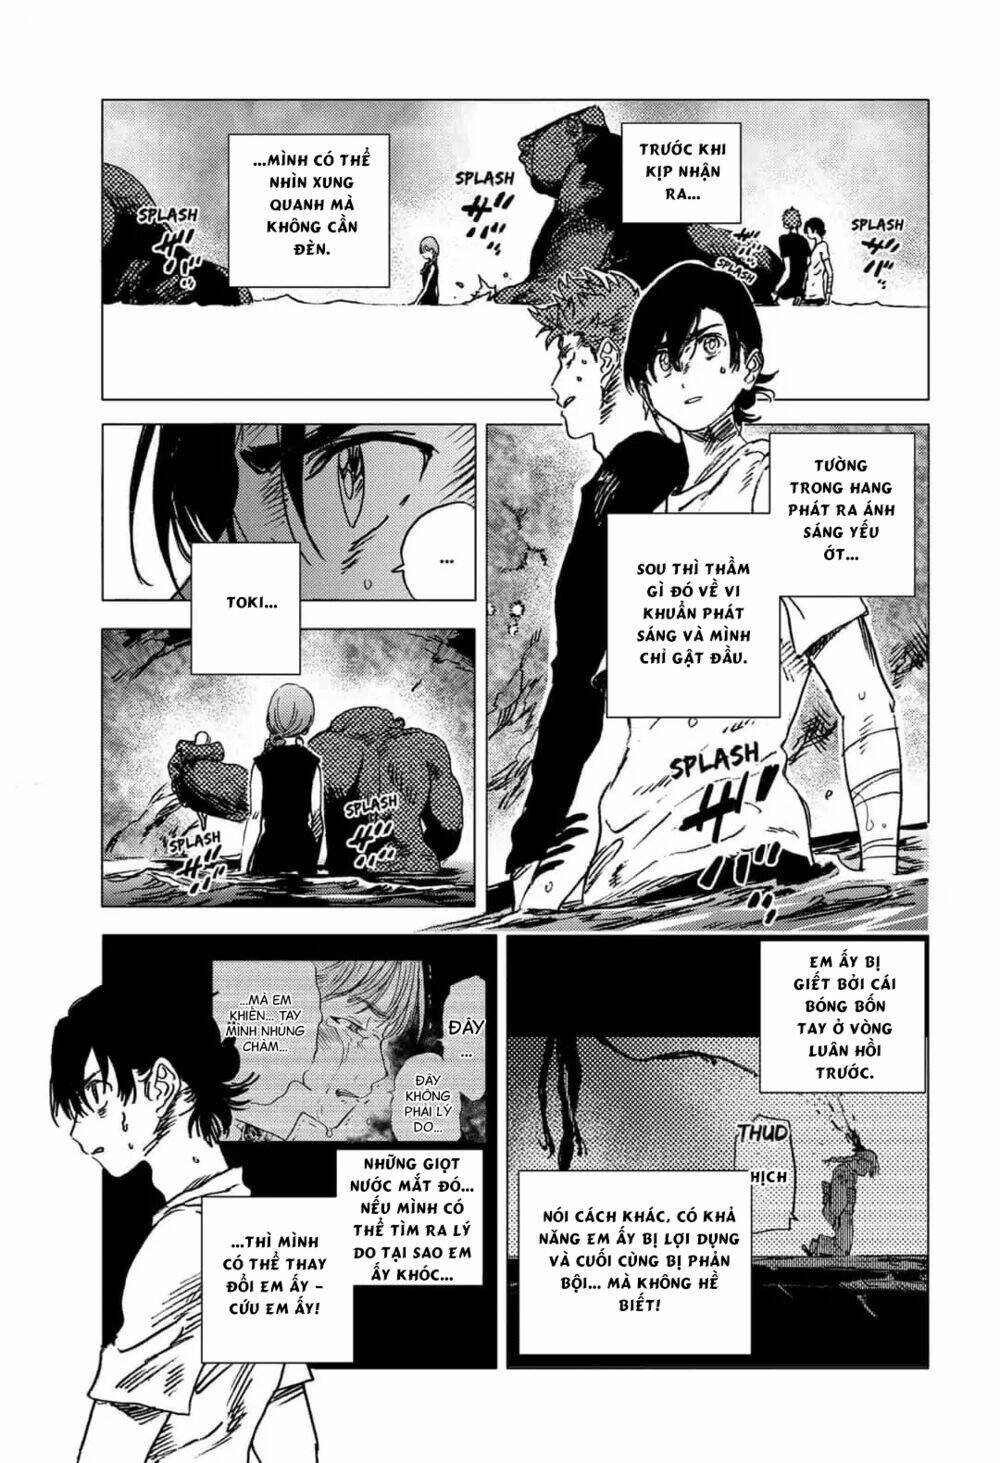 TRƯỚC KHI
KỊP NHẬN
RA...
...MÌNH CÓ THỂ
NHÌN XUNG
QUANH MÀ
KHÔNG CẦN
ĐÈN.
SPLASH
SPLASH
SPLASH
SPLASH
TƯỜNG
TRONG HANG
PHÁT RA ÁNH
SÁNG YẾU
ỚT...
SOU THÌ THẦM
GÌ ĐÓ VỀ VI
KHUẨN PHÁT
SÁNG VÀ MÌNH
CHỈ GẬT ĐẦU.
SPLASH
...
TOKI...
SPLASH
SPLASH
EM ẤY BỊ
GIẾT BỞI CÁI
BÓNG BỐN
TAY Ở VÒNG
LUÂN HỒI
TRƯỚC.
THUD
HỊCH
NÓI CÁCH KHÁC, CÓ KHẢ
NĂNG EM ẤY BỊ LỢI DỤNG
VÀ CUỐI CÙNG BỊ PHẢN
BỘI... MÀ KHÔNG HỀ
BIẾT!
ĐÂY
...
ĐÂY
KHÔNG
PHẢI LÝ
DO...
...MÀ EM
KHIẾN... TAY
MÌNH NHÚNG
CHÀM...
NHỮNG GIỌT
NƯỚC MẮT ĐÓ...
NẾU MÌNH CÓ
THỂ TÌM RA LÝ
DO TẠI SAO EM
ẤY KHÓC...
...THÌ MÌNH
CÓ THỂ THAY
ĐỔI EM ẤY -
CỨU EM ẤY!